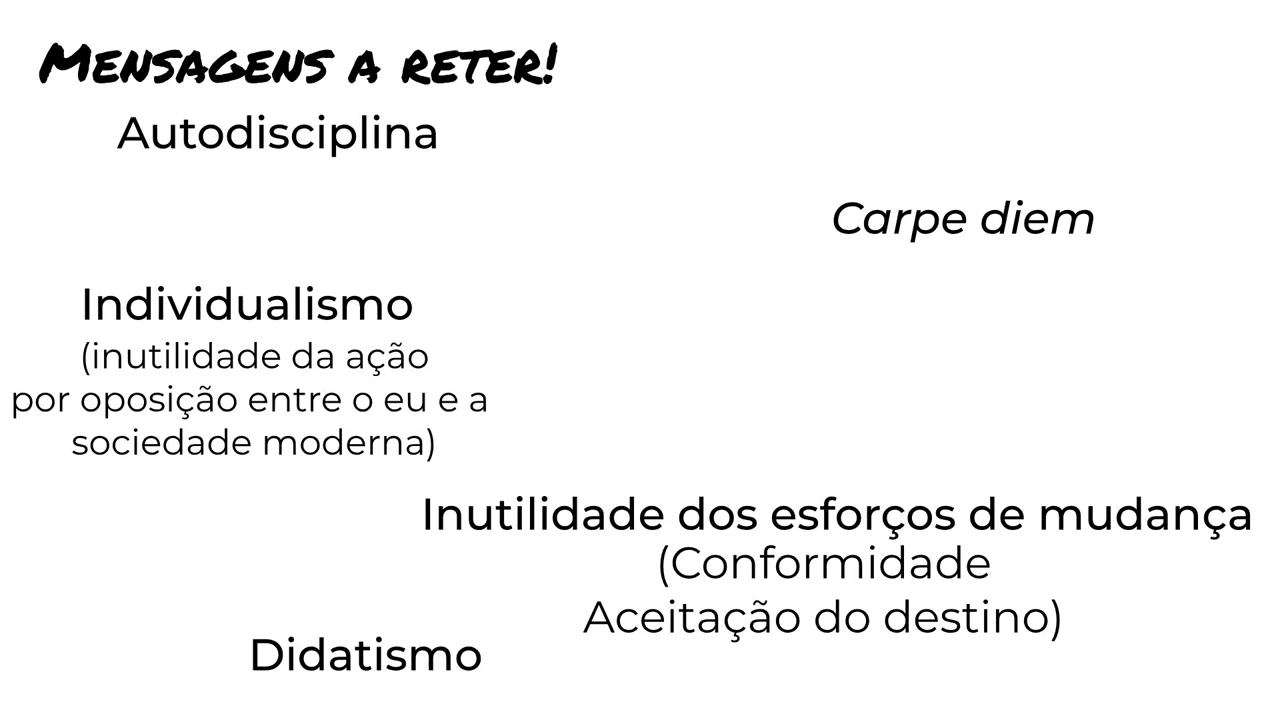 Mensagens a reter!
Autodisciplina
Carpe diem
Individualismo
(inutilidade da ação
por oposição entre o eu e a
sociedade moderna)
Inutilidade dos esforços de mudança
(Conformidade
Aceitação do destino)
Didatismo